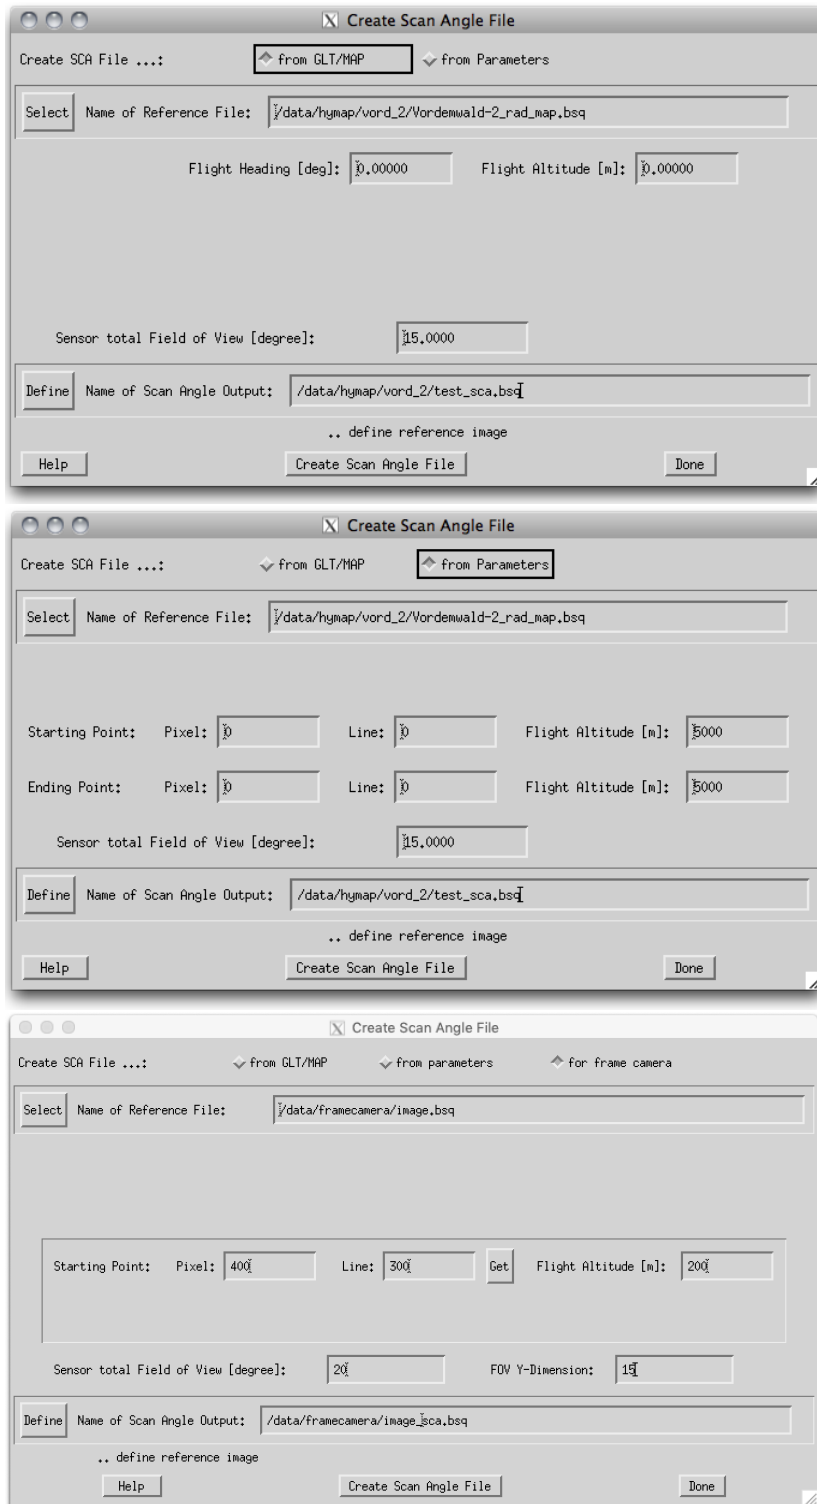 X Create Scan Angle File
Create SCA File ...: from GLT/MAP from Parameters
Select Name of Reference File: /data/hymap/vord_2/Vordemwald-2_rad_map.bsq
Flight Heading [deg]: 0.00000 Flight Altitude [m]: 0.00000
Sensor total Field of View [degree]: 15.0000
Define Name of Scan Angle Output: /data/hymap/vord_2/test_sca.bsq
.. define reference image
Help Create Scan Angle File Done
X Create Scan Angle File
Create SCA File ...: from GLT/MAP from Parameters
Select Name of Reference File: /data/hymap/vord_2/Vordemwald-2_rad_map.bsq
Starting Point: Pixel: 0 Line: 0 Flight Altitude [m]: 5000
Ending Point: Pixel: 0 Line: 0 Flight Altitude [m]: 5000
Sensor total Field of View [degree]: 15.0000
Define Name of Scan Angle Output: /data/hymap/vord_2/test_sca.bsq
.. define reference image
Help Create Scan Angle File Done
X Create Scan Angle File
Create SCA File ...: from GLT/MAP from parameters for frame camera
Select Name of Reference File: /data/framecamera/image.bsq
Starting Point: Pixel: 400 Line: 300 Get Flight Altitude [m]: 200
Sensor total Field of View [degree]: 20 FOV Y-Dimension: 15
Define Name of Scan Angle Output: /data/framecamera/image_sca.bsq
.. define reference image
Help Create Scan Angle File Done